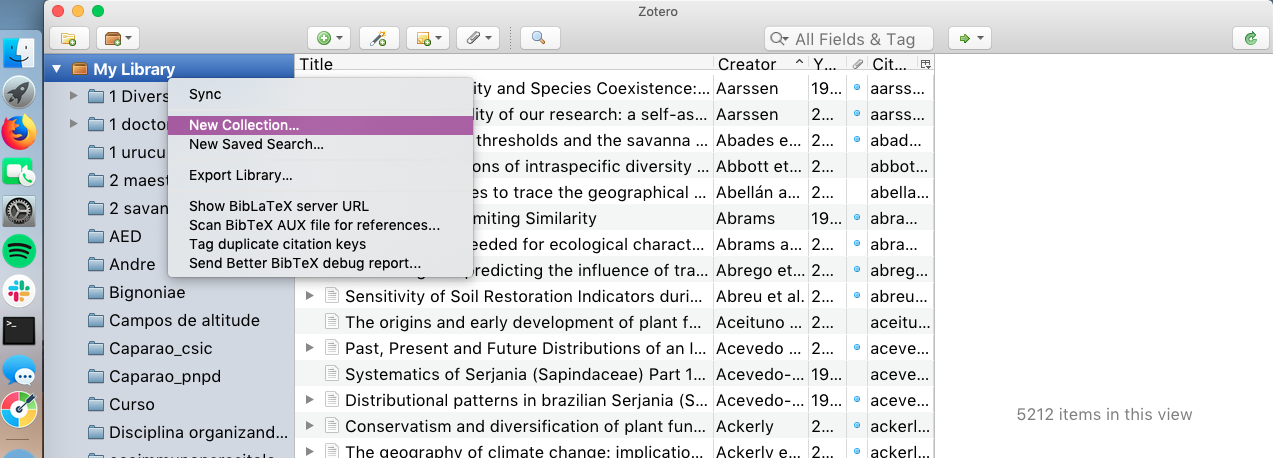 Zotero
All Fields & Tag
My Library
1 Divers
1 docto
1 urucu
2 maest
2 savan
AED
Andre
Bignoniae
Campos de altitude
Caparao_csic
Caparao_pnpd
Curso
Disciplina organizand...
Sync
New Collection...
New Saved Search...
Export Library...
Show BibLaTeX server URL
Scan BibTeX AUX file for references...
Tag duplicate citation keys
Send Better BibTeX debug report...
Title Creator Y... Cit...
ity and Species Coexistence:... Aarssen 19... aarss...
lity of our research: a self-as... Aarssen 2... aarss...
thresholds and the savanna Abades e... 2... abad...
ons of intraspecific diversity ... Abbott et... 2... abbot...
es to trace the geographical ... Abellán a... 2... abella...
miting Similarity Abrams 19... abra...
eeded for ecological charact... Abrams a... 2... abra...
predicting the influence of tra... Abrego et... 2... abreg...
Sensitivity of Soil Restoration Indicators duri... Abreu et al. 2... abreu...
The origins and early development of plant f... Aceituno ... 2... aceitu...
Past, Present and Future Distributions of an I... Acevedo ... 2... aceve...
Systematics of Serjania (Sapindaceae) Part 1... Acevedo-... 19... aceve...
Distributional patterns in brazilian Serjania (S... Acevedo-... 19... aceve...
Conservatism and diversification of plant fun... Ackerly 2... ackerl...
The geography of climate change: implicatio... Ackerly e... 2... ackerl...
5212 items in this view